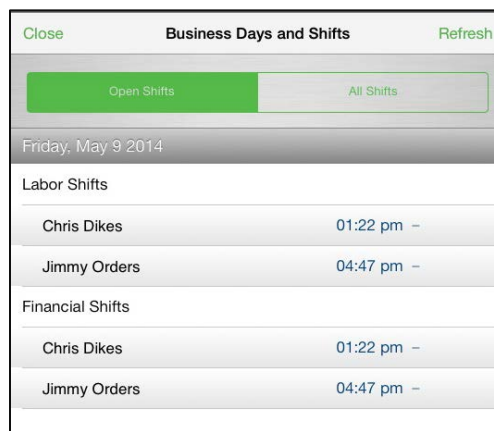 Close Business Days and Shifts Refresh
Open Shifts All Shifts
Friday, May 9 2014
Labor Shifts
Chris Dikes 01:22 pm –
Jimmy Orders 04:47 pm –
Financial Shifts
Chris Dikes 01:22 pm –
Jimmy Orders 04:47 pm –